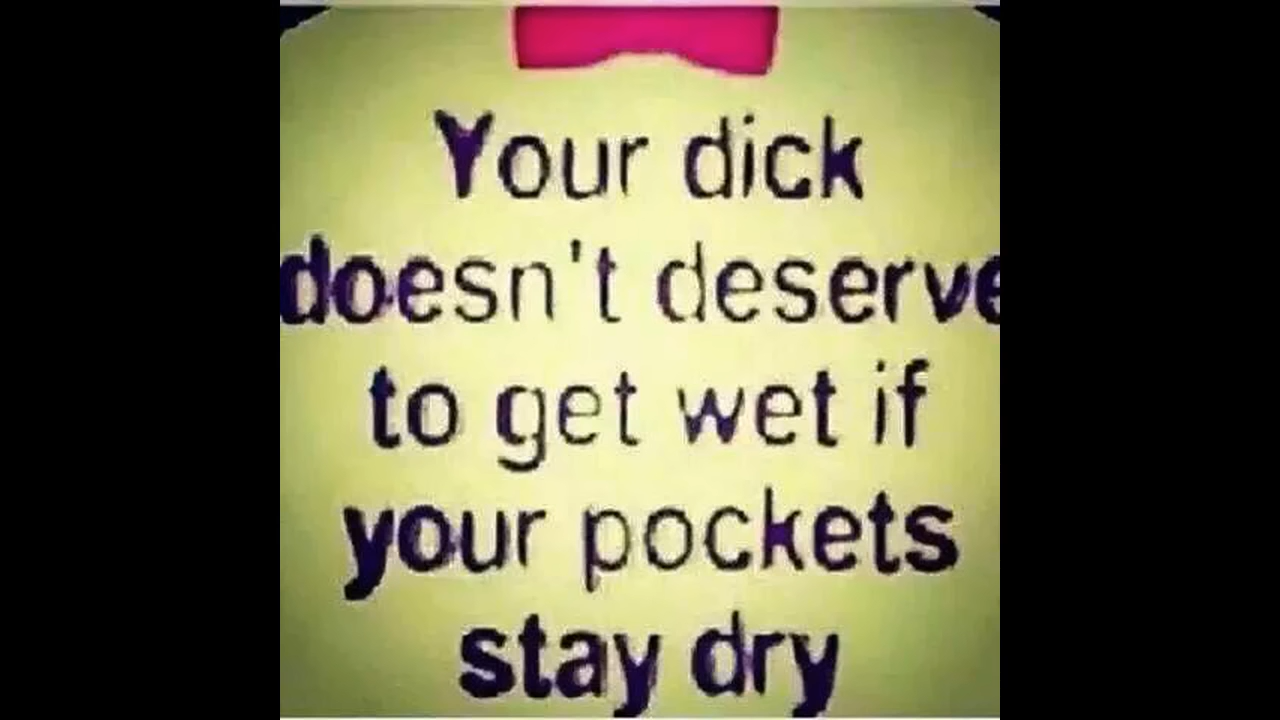 Your dick
doesn't deserve
to get wet if
your pockets
stay dry